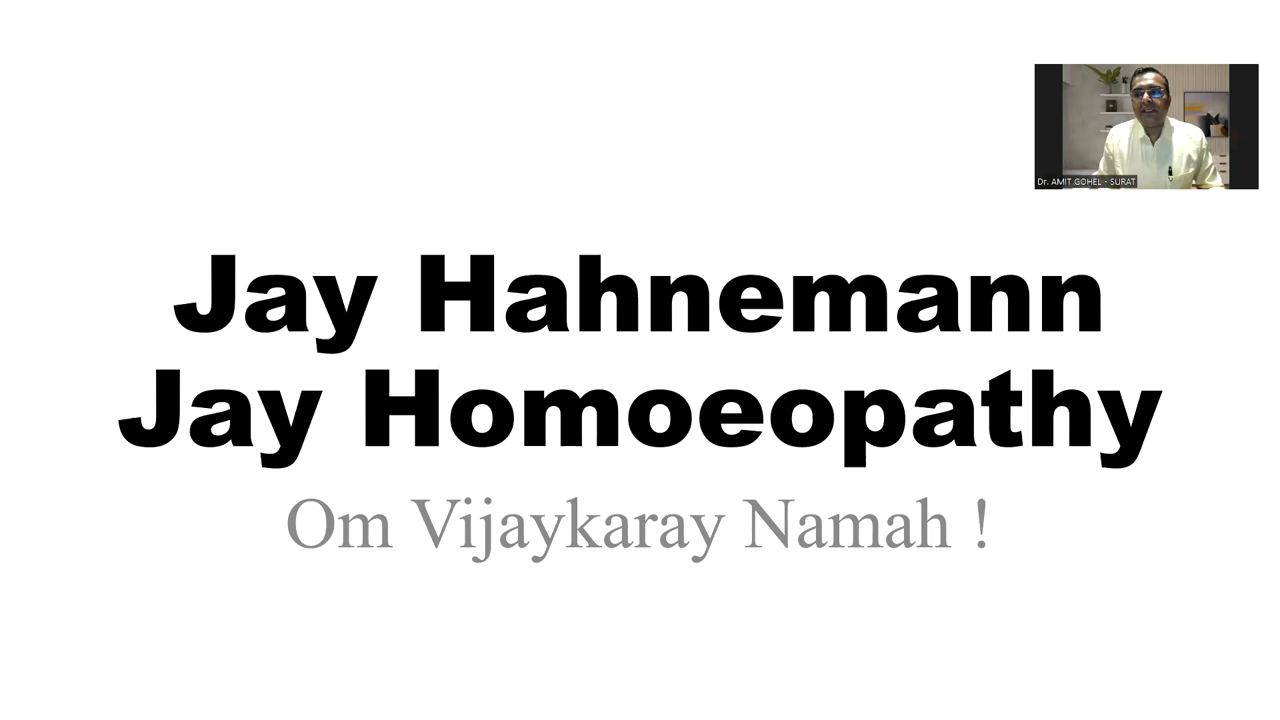 Dr. AMIT GOHEL - SURAT
Jay Hahnemann
Jay Homoeopathy
Om Vijaykaray Namah !